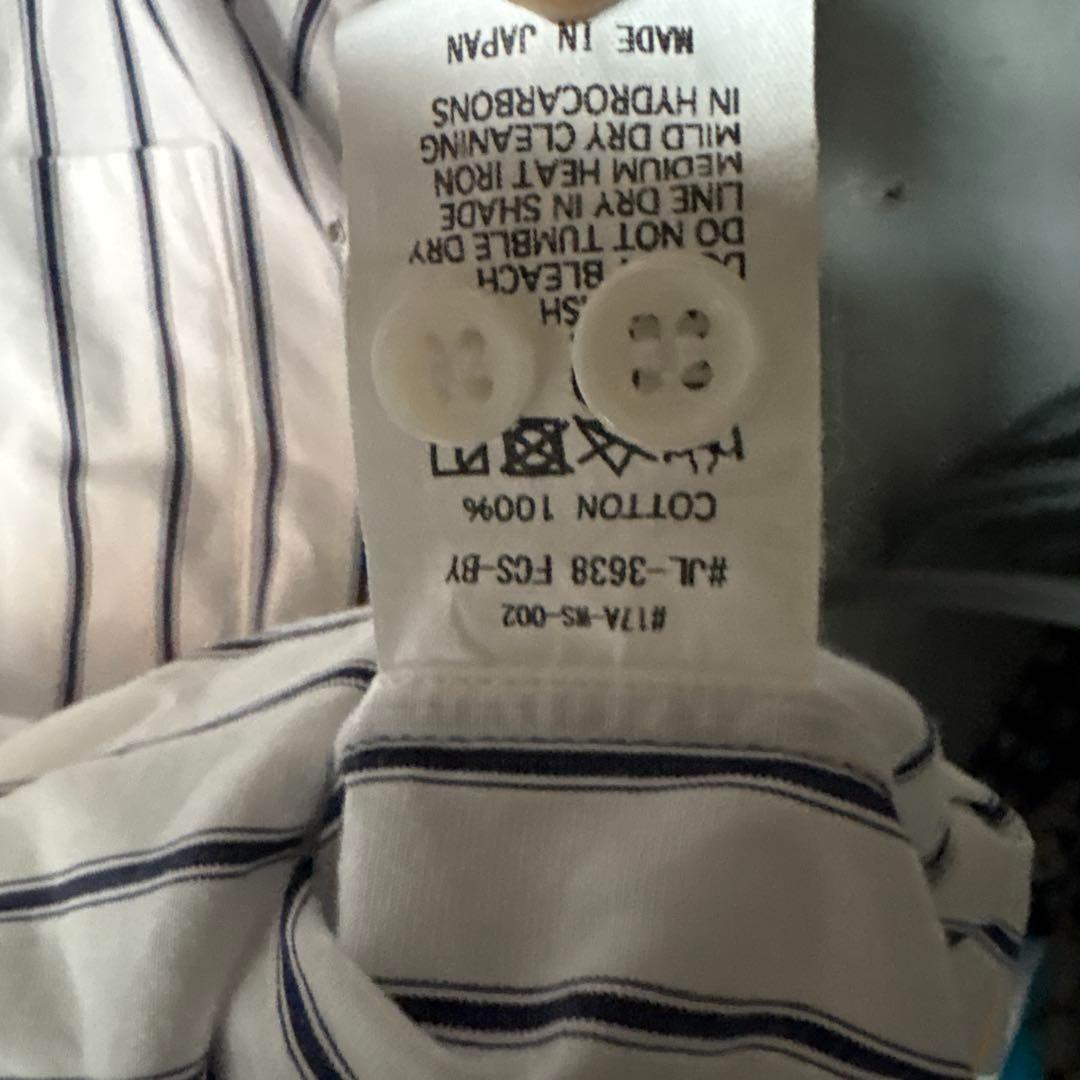 #17A-WS-002
#JL-3638 FCS-BY
COTTON 100%
BLEACH
DO NOT TUMBLE DRY
LINE DRY IN SHADE
MEDIUM HEAT IRON
MILD DRY CLEANING
IN HYDROCARBONS
MADE IN JAPAN